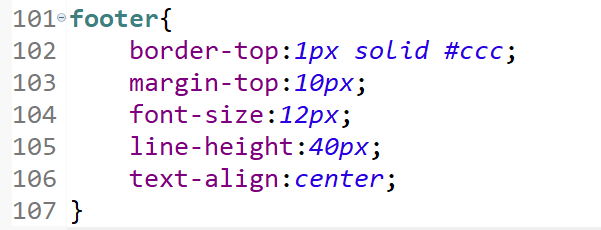 101 footer{
102     border-top:1px solid #ccc;
103     margin-top:10px;
104     font-size:12px;
105     line-height:40px;
106     text-align:center;
107 }